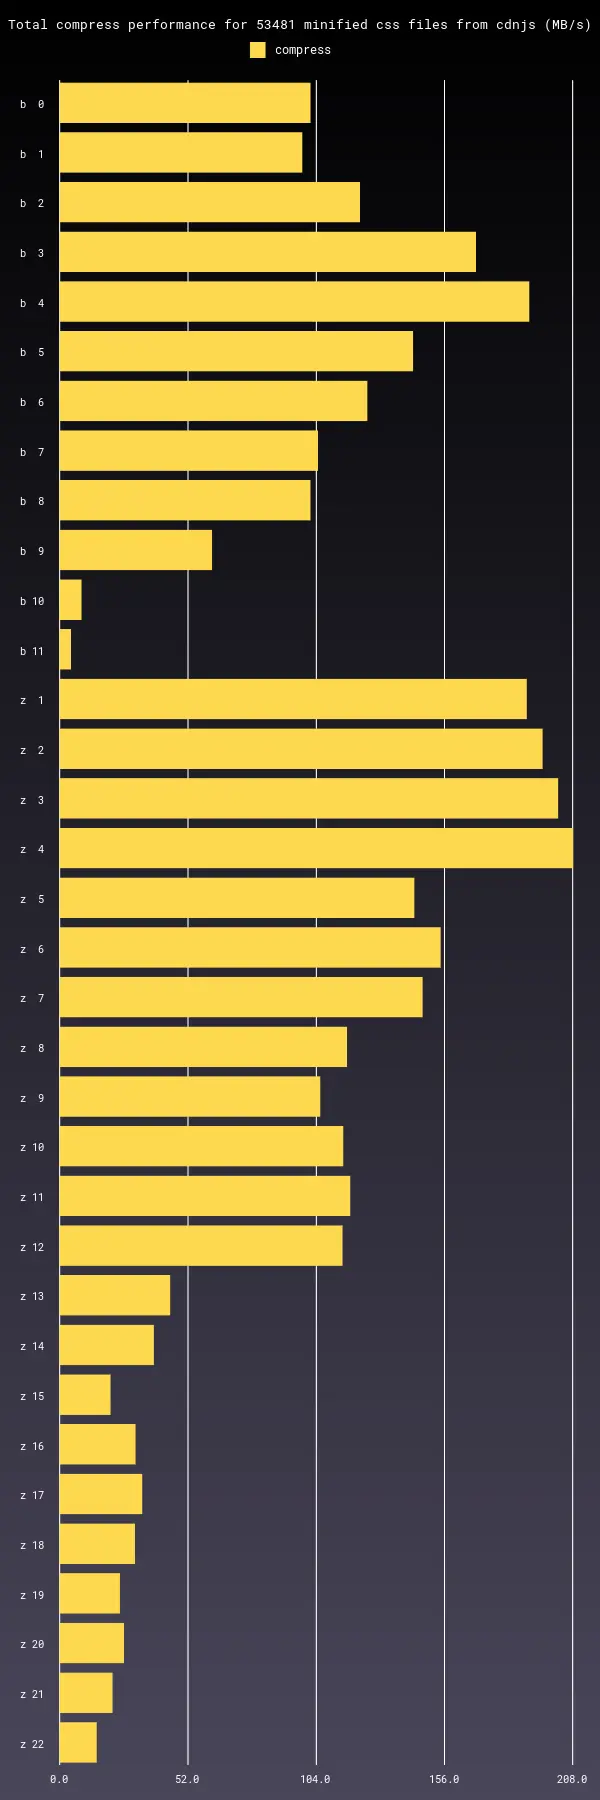 Total compress performance for 53481 minified css files from cdnjs (MB/s)
compress
b 0
b 1
b 2
b 3
b 4
b 5
b 6
b 7
b 8
b 9
b 10
b 11
z 1
z 2
z 3
z 4
z 5
z 6
z 7
z 8
z 9
z 10
z 11
z 12
z 13
z 14
z 15
z 16
z 17
z 18
z 19
z 20
z 21
z 22
0.0 52.0 104.0 156.0 208.0